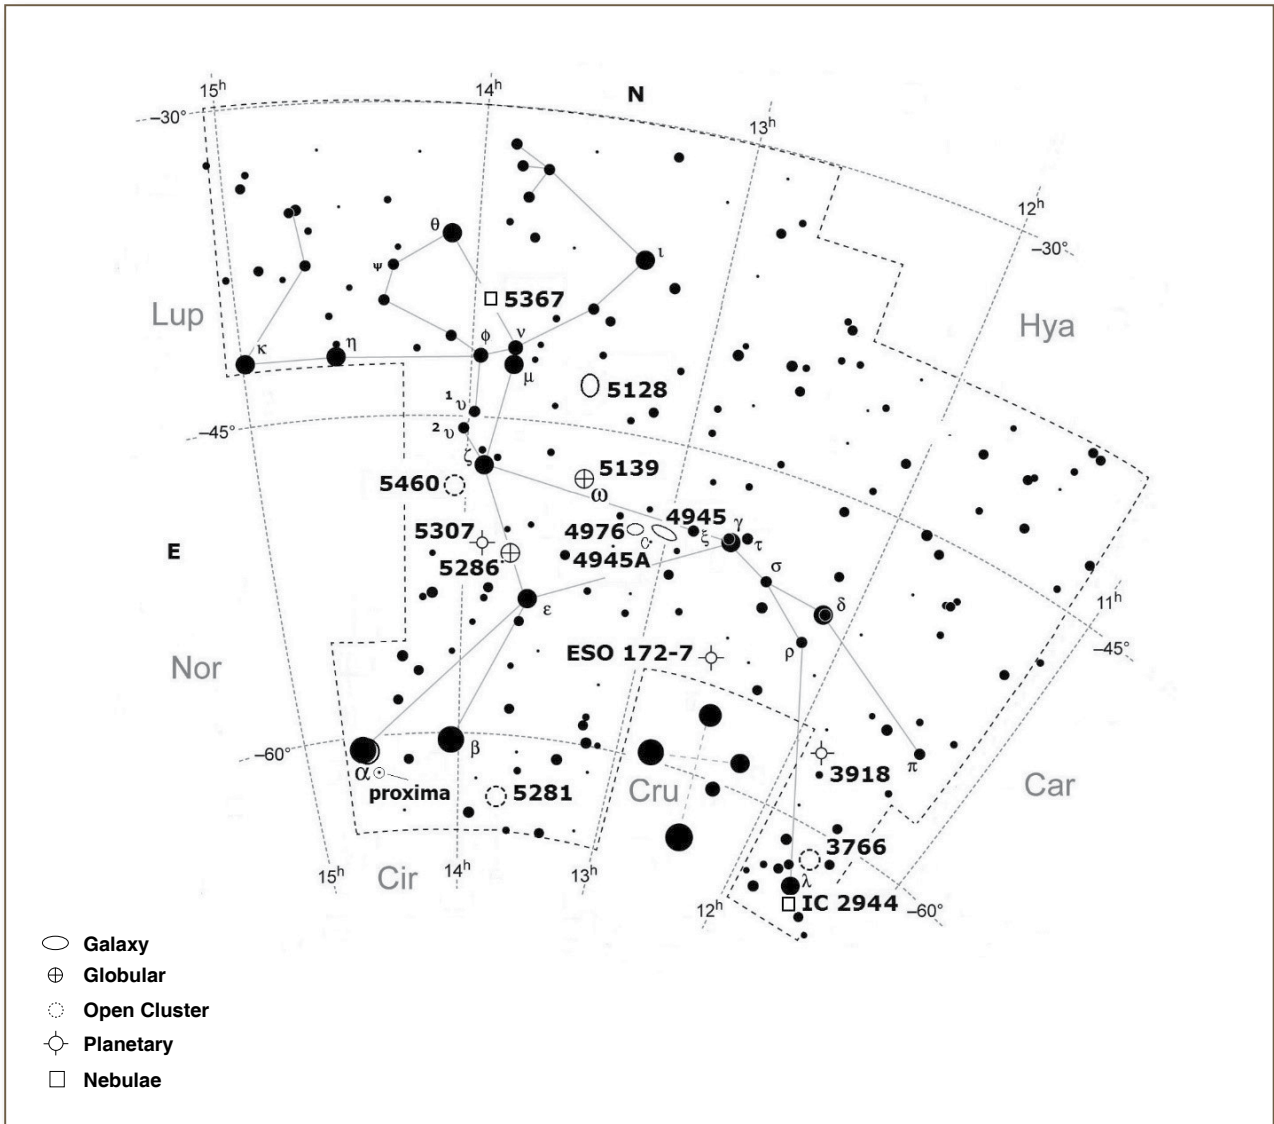 15h
14h
N
–30°
13h
12h
–30°
θ
ψ
ι
5367
Lup
Hya
φ
ν
κ
η
μ
5128
1υ
2υ
–45°
ζ
5139
5460
ω
4945
4976
γ
ξ
τ
c
5307
E
4945A
5286
σ
11h
ε
δ
–45°
ESO 172-7
ρ
Nor
–60°
β
π
α
3918
proxima
5281
Cru
Car
3766
15h
14h
13h
Cir
λ
12h
IC 2944
–60°
Galaxy
Globular
Open Cluster
Planetary
Nebulae